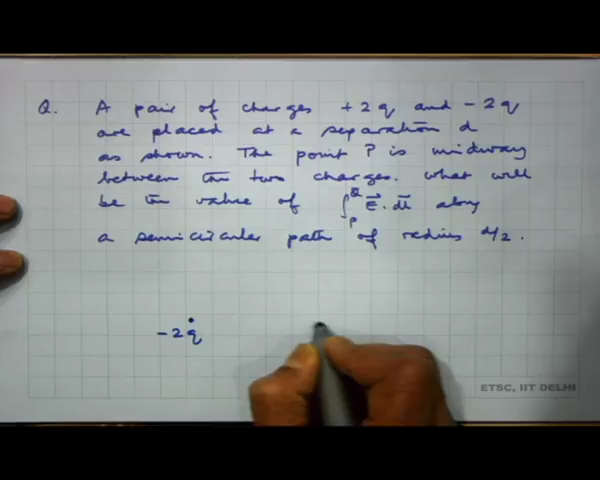 Q. A pair of charges +2q and -2q
are placed at a separation d
as shown. The point P is midway
between the two charges. What will
be the value of ∫_P^Q E⃗.dl⃗ along
a semicircular path of radius d/2.
-2q
ETSC, IIT DELHI